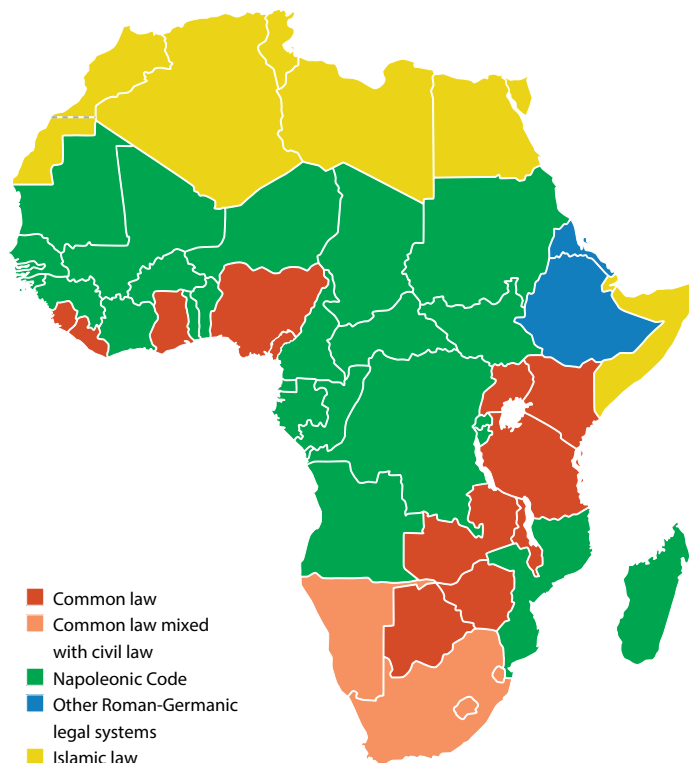 Common law
Common law mixed
with civil law
Napoleonic Code
Other Roman-Germanic
legal systems
Islamic law